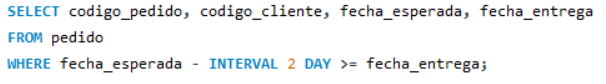 SELECT codigo_pedido, codigo_cliente, fecha_esperada, fecha_entrega
FROM pedido
WHERE fecha_esperada - INTERVAL 2 DAY >= fecha_entrega;